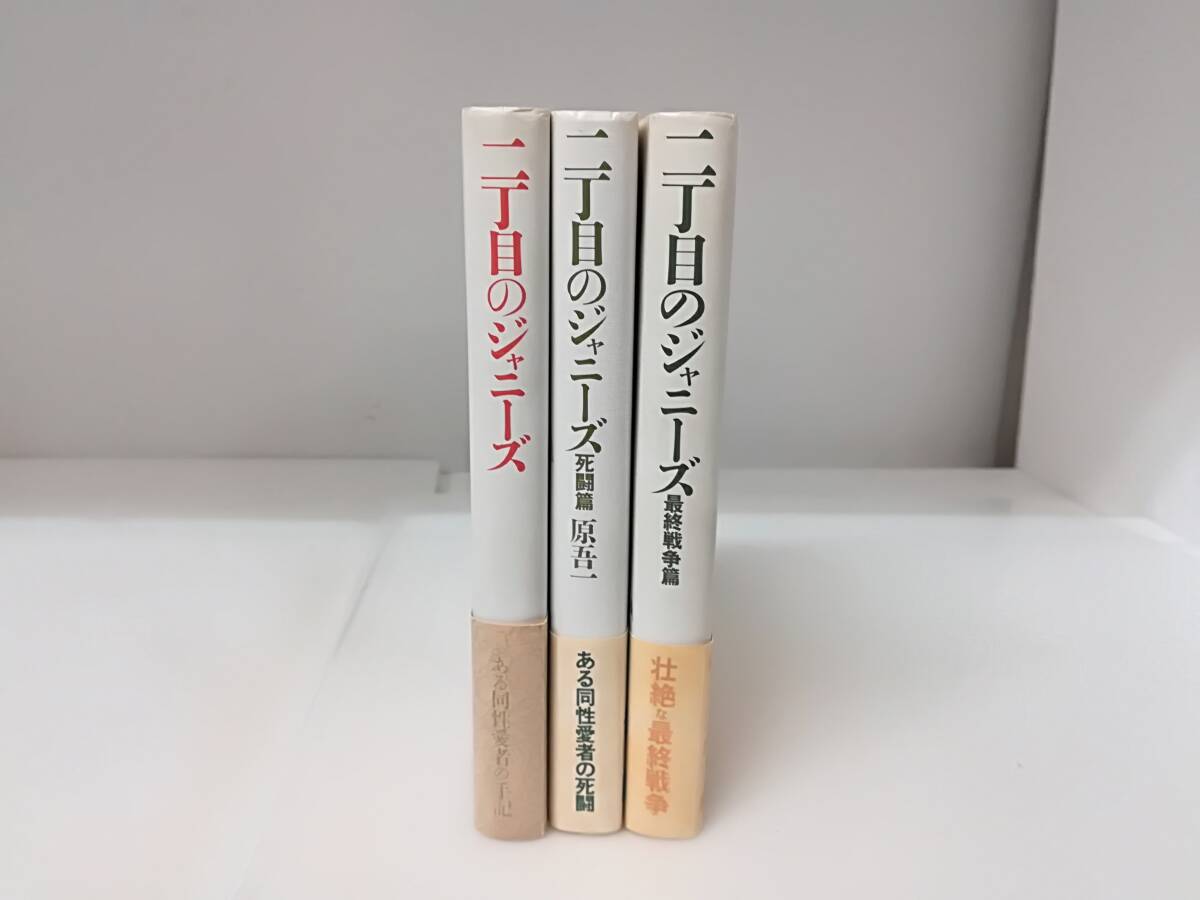 二丁目のジャニーズ
ある同性愛者の手記
二丁目のジャニーズ
死闘篇
原吾一
ある同性愛者の死闘
二丁目のジャニーズ
最終戦争篇
壮絶な最終戦争